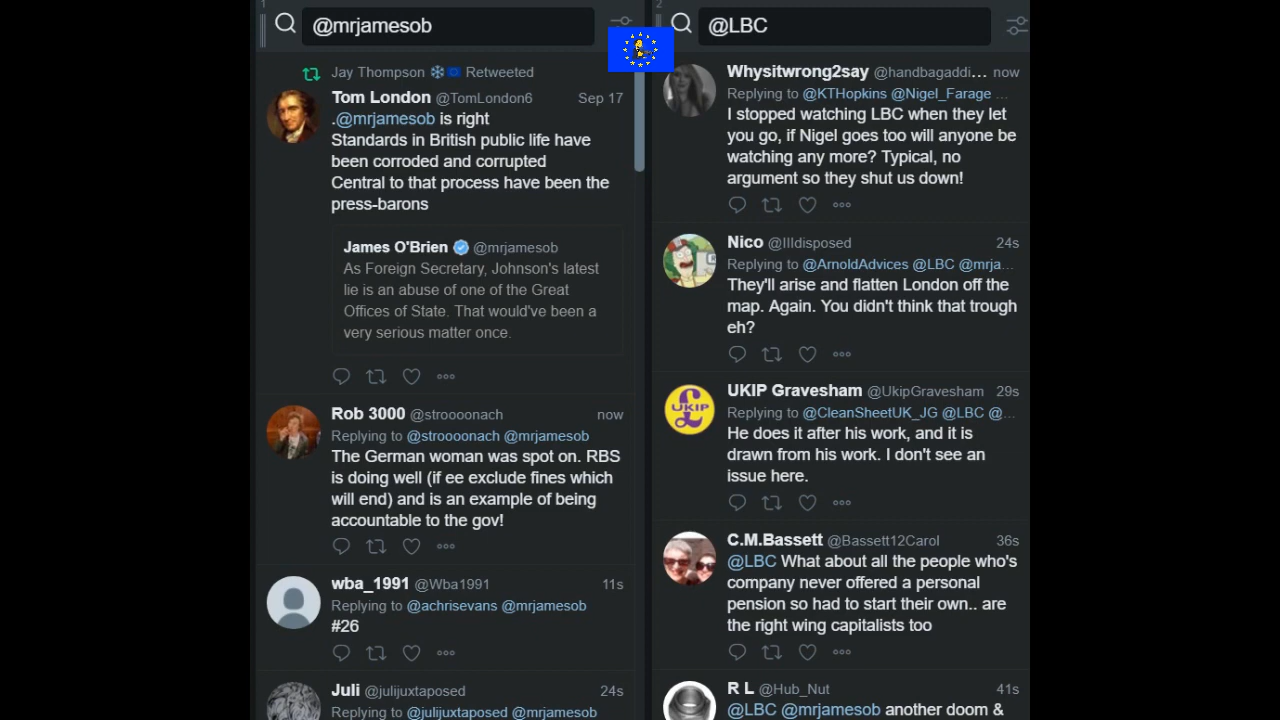 1
@mrjamesob
Jay Thompson Retweeted
Tom London @TomLondon6 Sep 17
.@mrjamesob is right
Standards in British public life have
been corroded and corrupted
Central to that process have been the
press-barons
James O'Brien @mrjamesob
As Foreign Secretary, Johnson's latest
lie is an abuse of one of the Great
Offices of State. That would've been a
very serious matter once.
Rob 3000 @stroooonach now
Replying to @stroooonach @mrjamesob
The German woman was spot on. RBS
is doing well (if ee exclude fines which
will end) and is an example of being
accountable to the gov!
wba_1991 @Wba1991 11s
Replying to @achrisevans @mrjamesob
#26
Juli @julijuxtaposed 24s
Replying to @julijuxtaposed @mrjamesob
2
@LBC
Whysitwrong2say @handbagaddi... now
Replying to @KTHopkins @Nigel_Farage ...
I stopped watching LBC when they let
you go, if Nigel goes too will anyone be
watching any more? Typical, no
argument so they shut us down!
Nico @IIIdisposed 24s
Replying to @ArnoldAdvices @LBC @mrja...
They'll arise and flatten London off the
map. Again. You didn't think that trough
eh?
UKIP Gravesham @UkipGravesham 29s
UKIP
Replying to @CleanSheetUK_JG @LBC @...
He does it after his work, and it is
drawn from his work. I don't see an
issue here.
C.M.Bassett @Bassett12Carol 36s
@LBC What about all the people who's
company never offered a personal
pension so had to start their own.. are
the right wing capitalists too
R L @Hub_Nut 41s
@LBC @mrjamesob another doom &